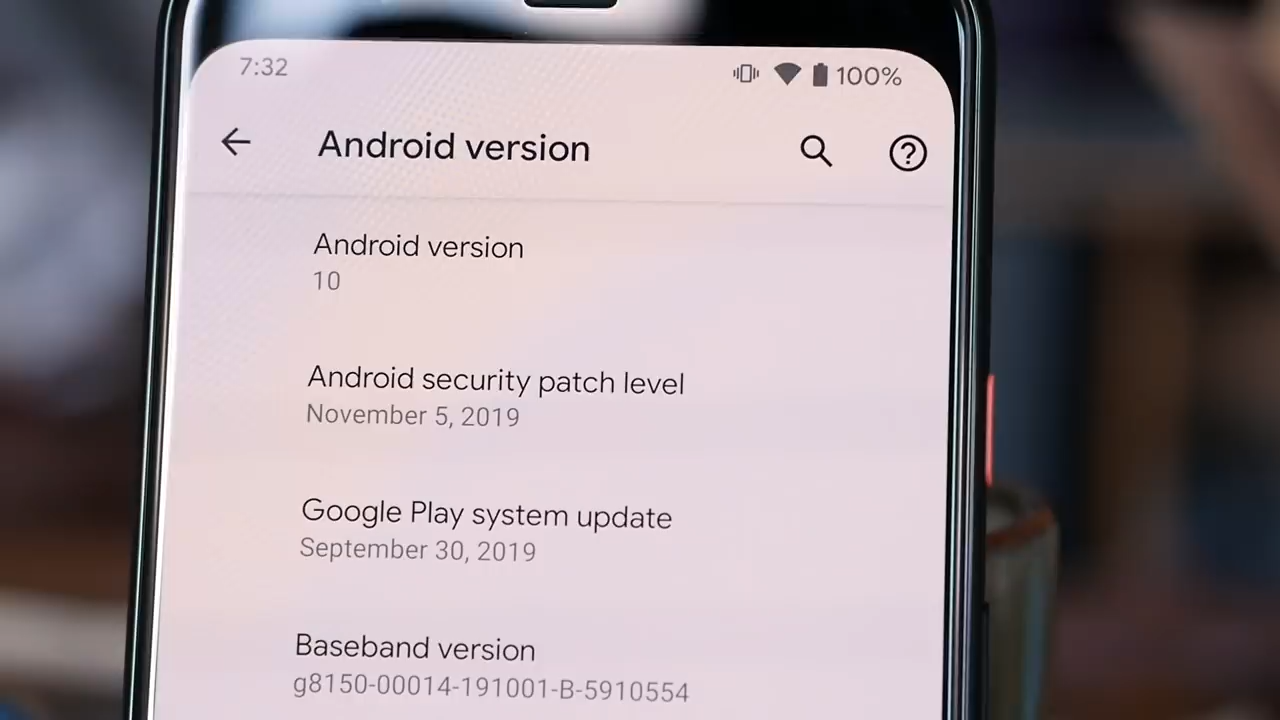 7:32
100%
Android version
Android version
10
Android security patch level
November 5, 2019
Google Play system update
September 30, 2019
Baseband version
g8150-00014-191001-B-5910554